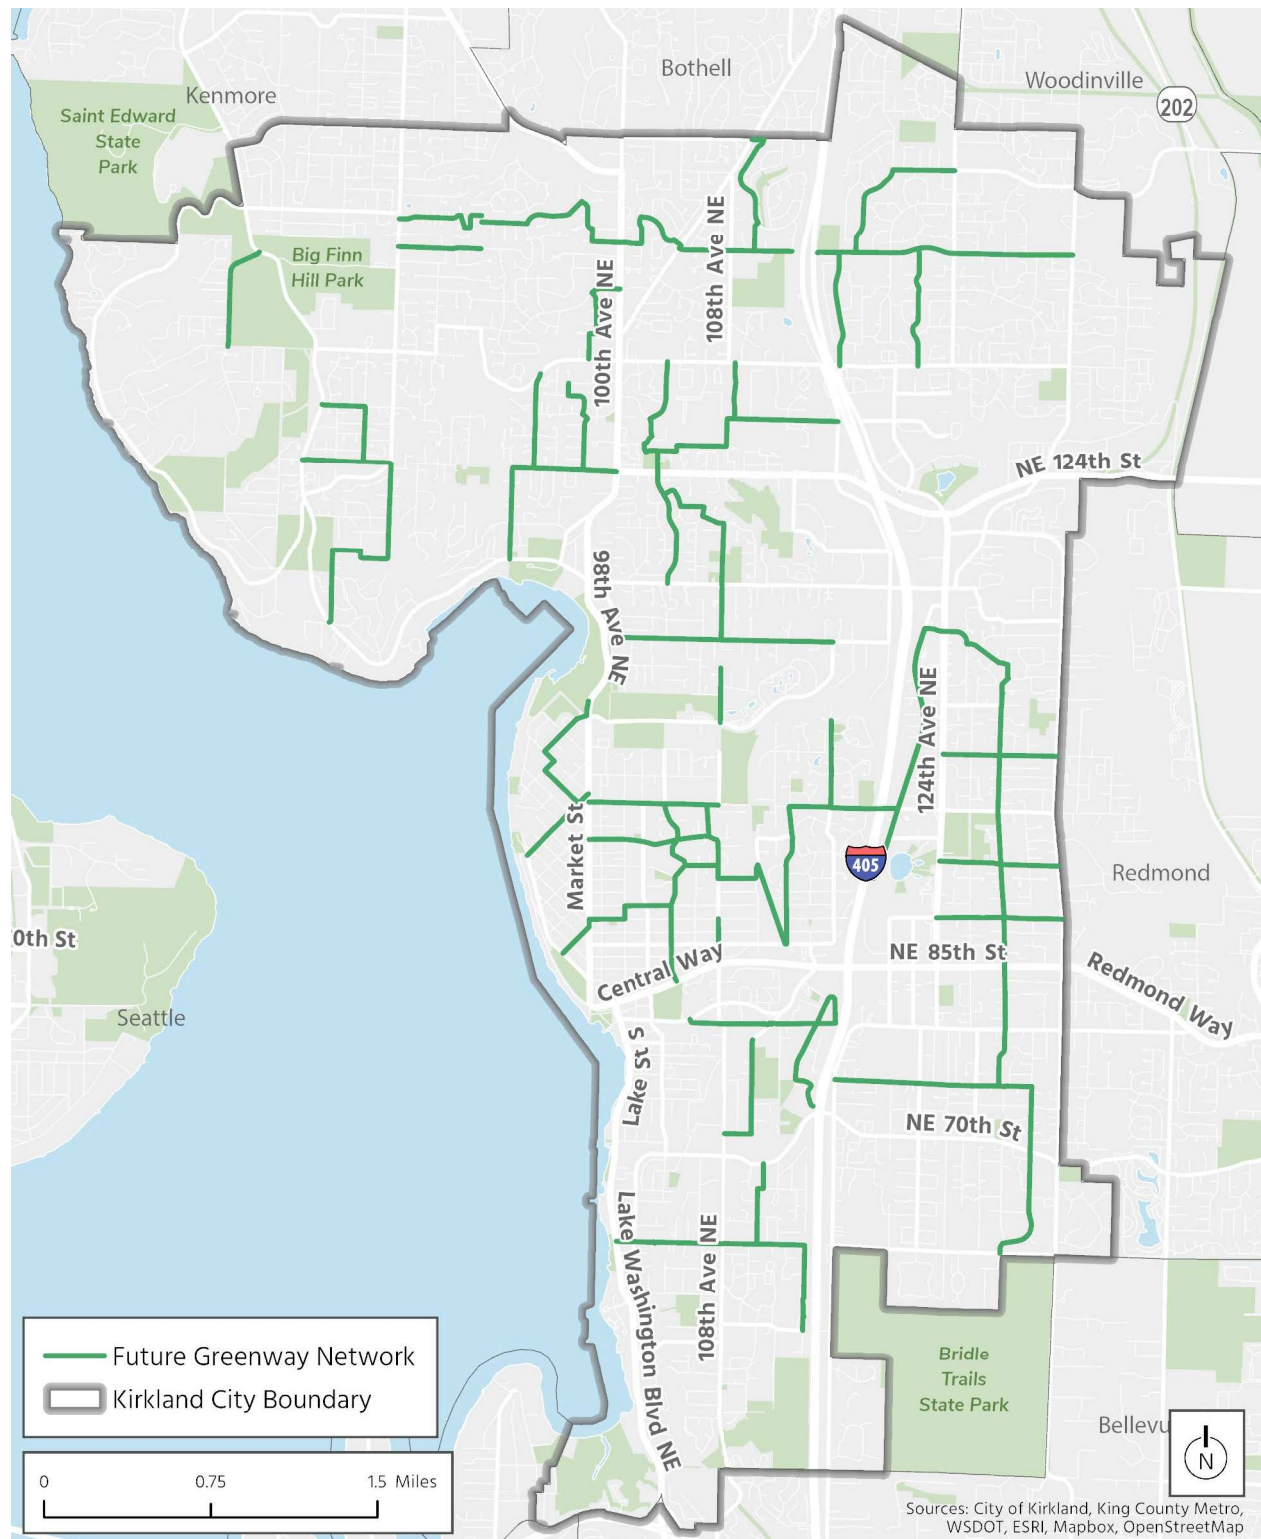 Bothell
Woodinville
Kenmore
202
Saint Edward
State
Park
Big Finn
Hill Park
100th Ave NE
108th Ave NE
NE 124th St
98th Ave NE
124th Ave NE
Market St
405
Redmond
0th St
NE 85th St
Central Way
Redmond Way
Seattle
Lake St S
NE 70th St
Lake Washington Blvd NE
108th Ave NE
Bridle
Trails
State Park
Bellevu
Future Greenway Network
Kirkland City Boundary
0 0.75 1.5 Miles
N
Sources: City of Kirkland, King County Metro,
WSDOT, ESRI, Mapbox, OpenStreetMap